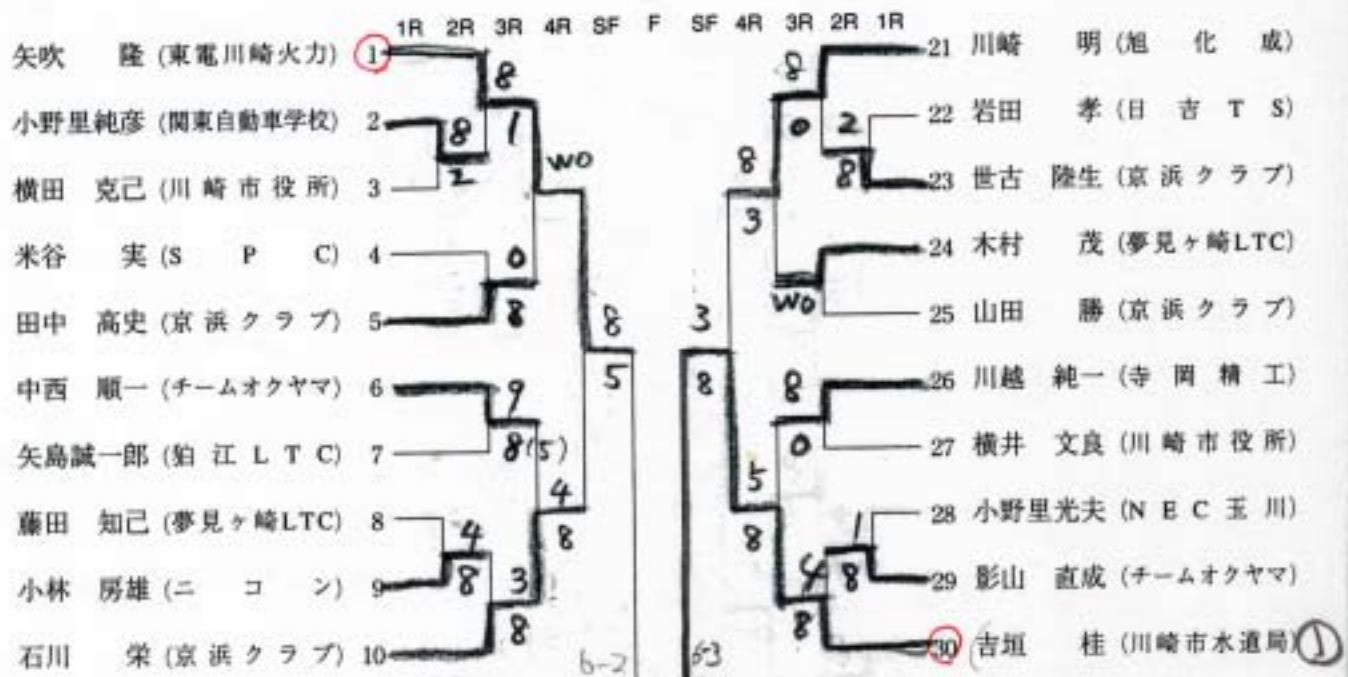 1R 2R 3R 4R SF F SF 4R 3R 2R 1R
矢吹 隆 (東電川崎火力) 1
小野里純彦 (関東自動車学校) 2
横田 克己 (川崎市役所) 3
米谷 実 (S P C) 4
田中 高史 (京浜クラブ) 5
中西 順一 (チームオクヤマ) 6
矢島誠一郎 (狛江LTC) 7
藤田 知己 (夢見ヶ崎LTC) 8
小林 房雄 (ニコン) 9
石川 栄 (京浜クラブ) 10
8
1
8
2
WO
0
8
8
5
9
8(5)
4
8
4
8
3
8
6-2
21 川崎 明 (旭化成)
22 岩田 孝 (日吉TS)
23 世古 陸生 (京浜クラブ)
24 木村 茂 (夢見ヶ崎LTC)
25 山田 勝 (京浜クラブ)
26 川越 純一 (寺岡精工)
27 横井 文良 (川崎市役所)
28 小野里光夫 (NEC玉川)
29 影山 直成 (チームオクヤマ)
30 吉垣 桂 (川崎市水道局) ①
8
0
2
8
8
3
WO
3
8
8
0
5
8
1
8
4
8
6-3